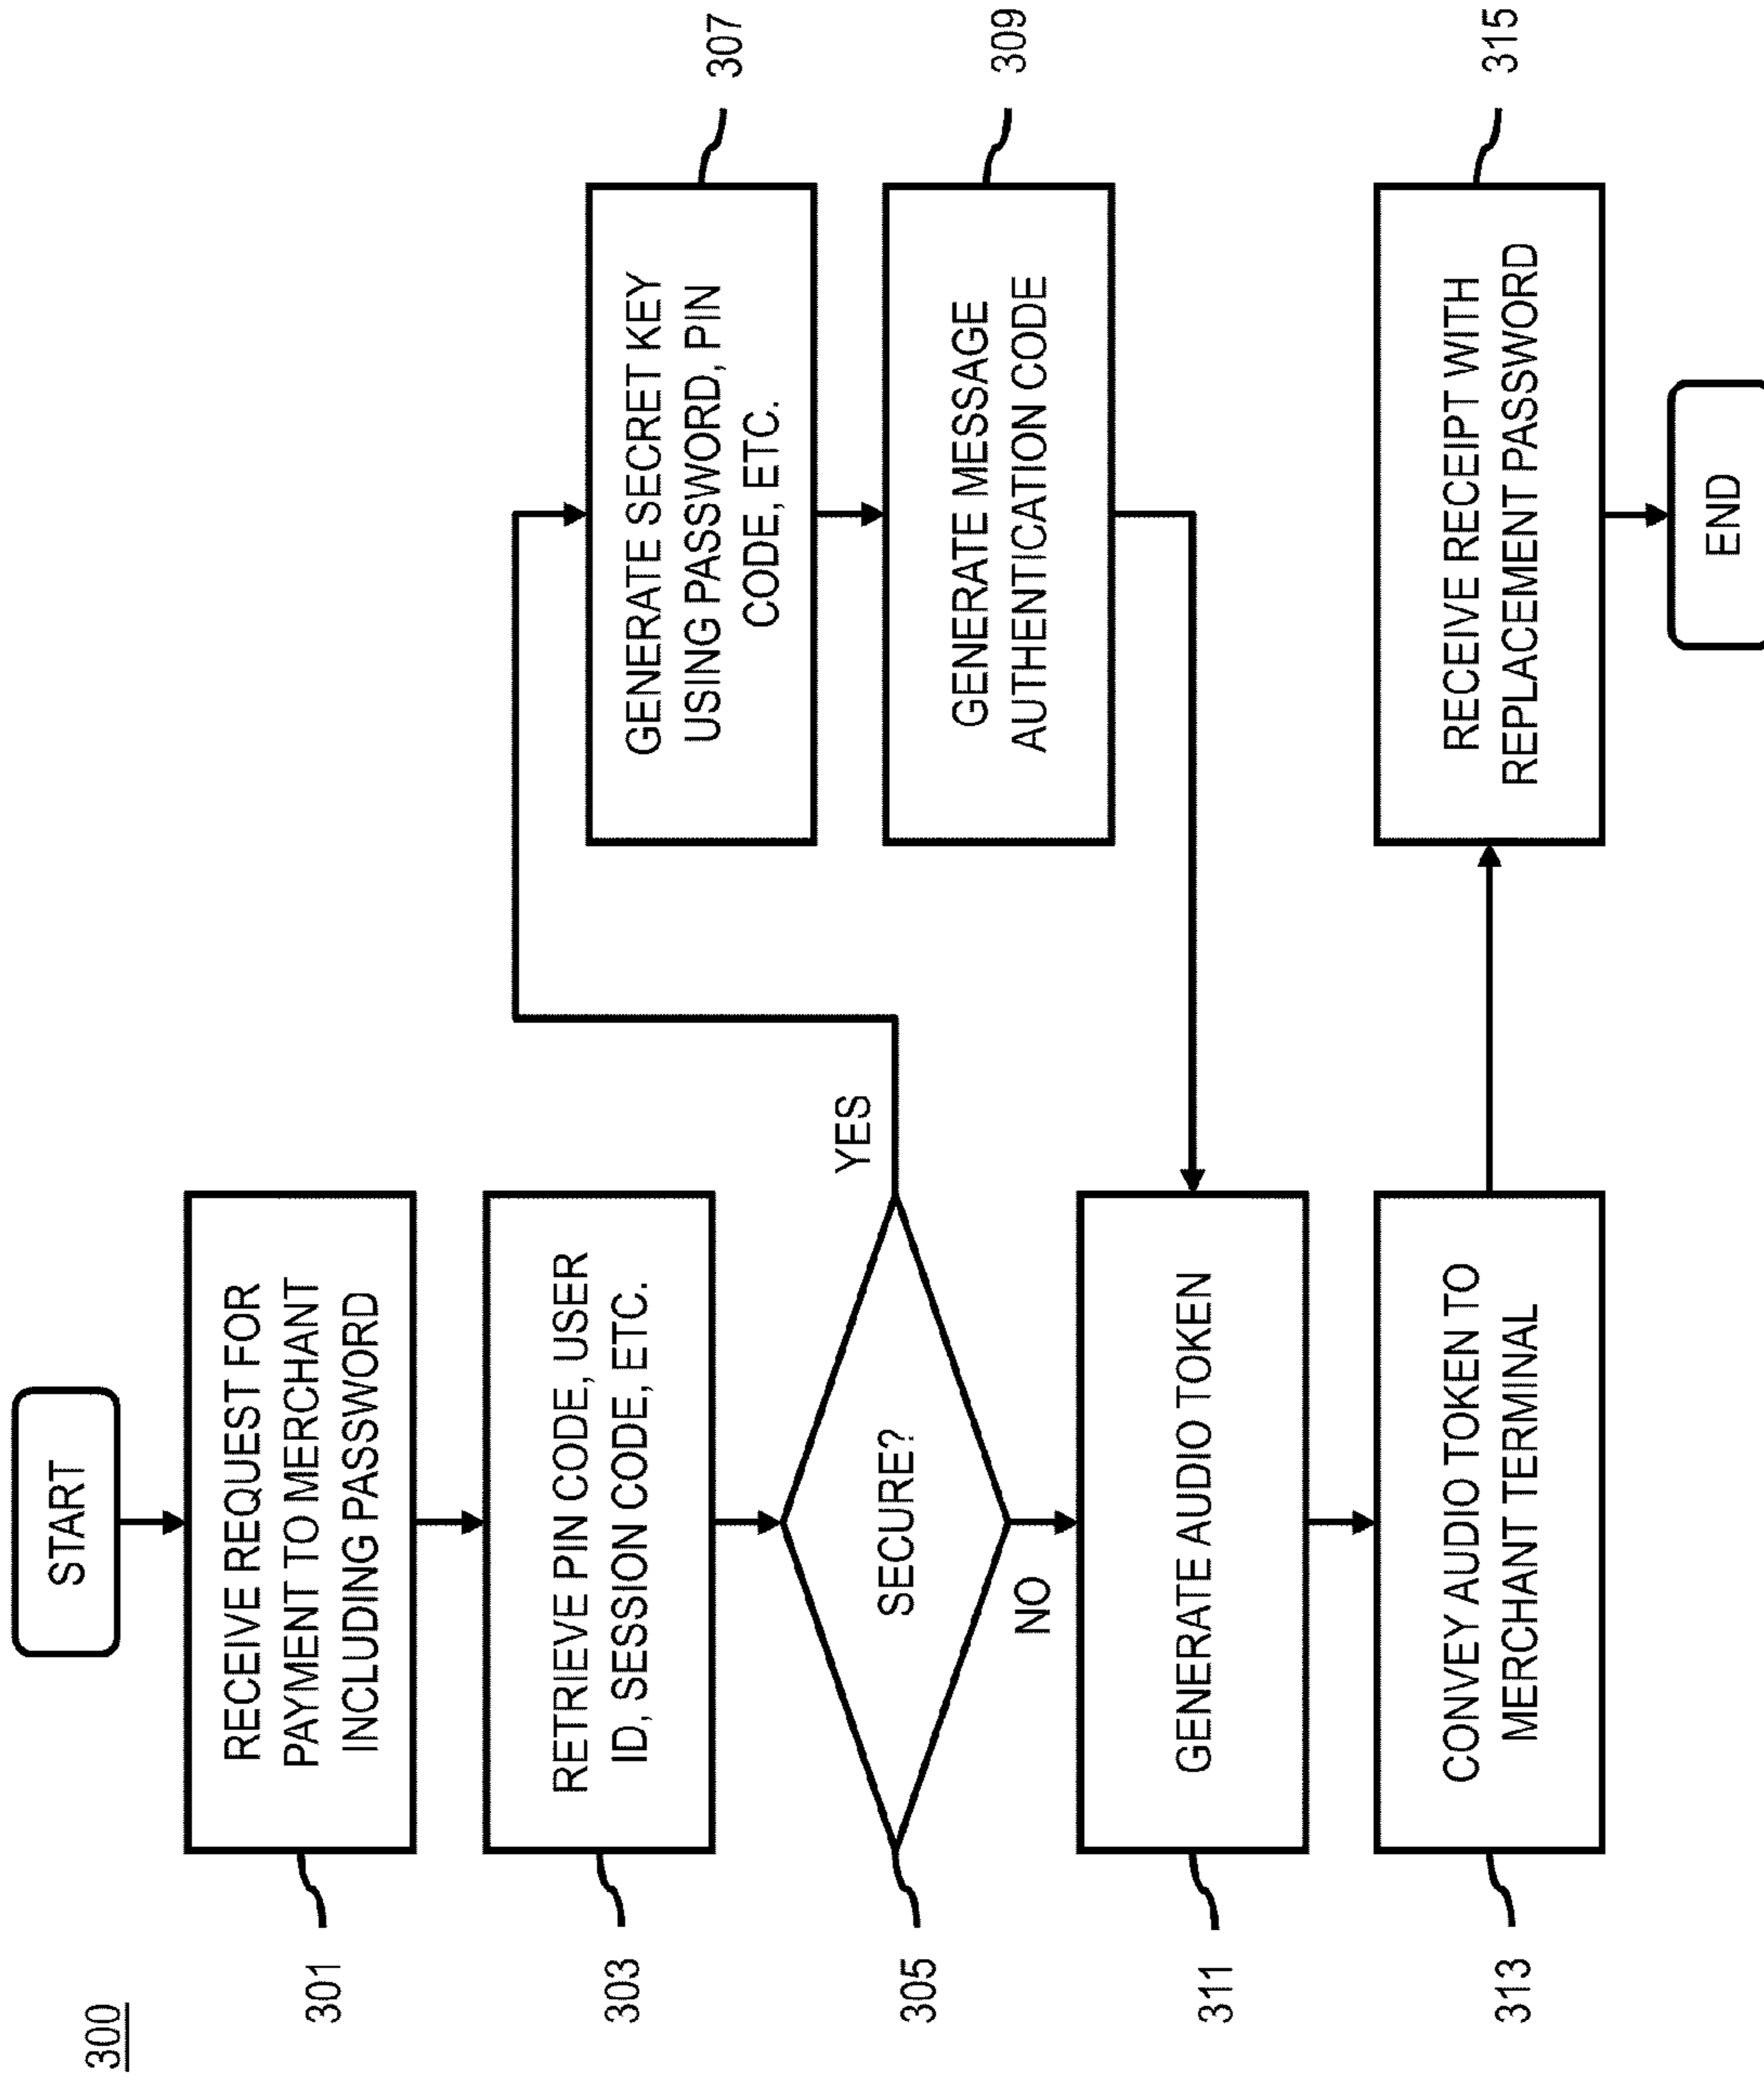 300
START
RECEIVE REQUEST FOR
PAYMENT TO MERCHANT
INCLUDING PASSWORD
301
RETRIEVE PIN CODE, USER
ID, SESSION CODE, ETC.
303
SECURE?
305
YES
NO
GENERATE SECRET KEY
USING PASSWORD, PIN
CODE, ETC.
307
GENERATE MESSAGE
AUTHENTICATION CODE
309
GENERATE AUDIO TOKEN
311
CONVEY AUDIO TOKEN TO
MERCHANT TERMINAL
313
RECEIVE RECEIPT WITH
REPLACEMENT PASSWORD
315
END